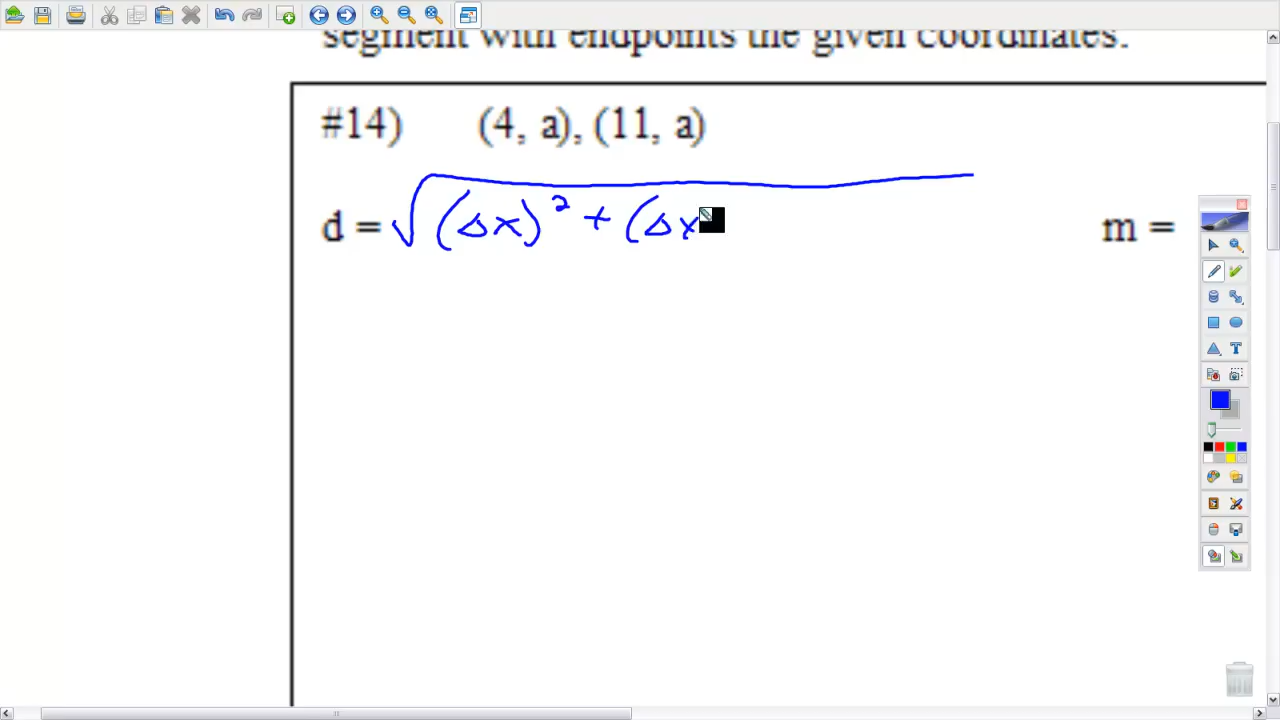 segment with endpoints the given coordinates.
#14) (4, a), (11, a)
d = √(Δx)² + (Δx
m =